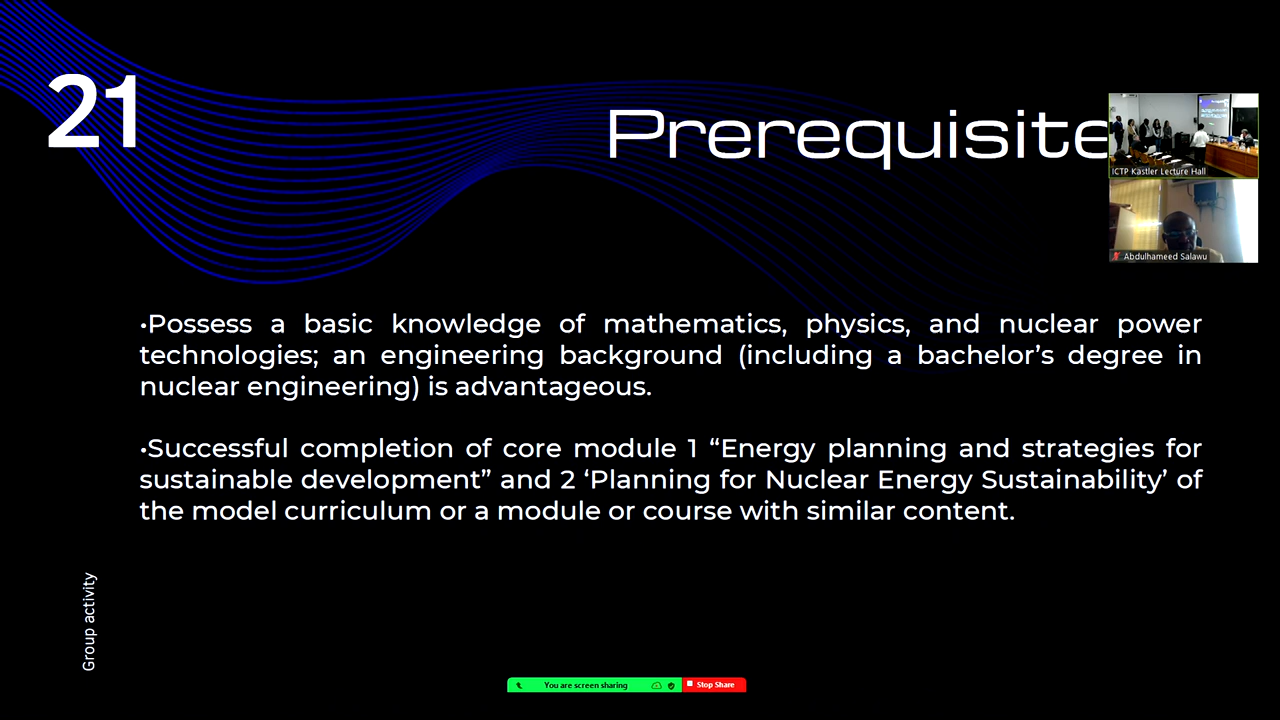 21
Prerequisite
ICTP Kastler Lecture Hall
Abdulhameed Salawu
•Possess a basic knowledge of mathematics, physics, and nuclear power
technologies; an engineering background (including a bachelor’s degree in
nuclear engineering) is advantageous.
•Successful completion of core module 1 “Energy planning and strategies for
sustainable development” and 2 ‘Planning for Nuclear Energy Sustainability’ of
the model curriculum or a module or course with similar content.
Group activity
You are screen sharing
Stop Share